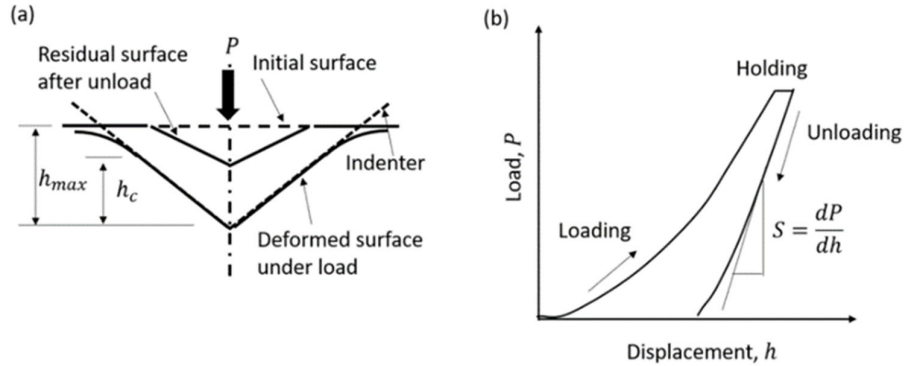 (a)
Residual surface
after unload
P
Initial surface
Indenter
h_max
h_c
Deformed surface
under load
(b)
Holding
Unloading
Load, P
Loading
S = dP/dh
Displacement, h